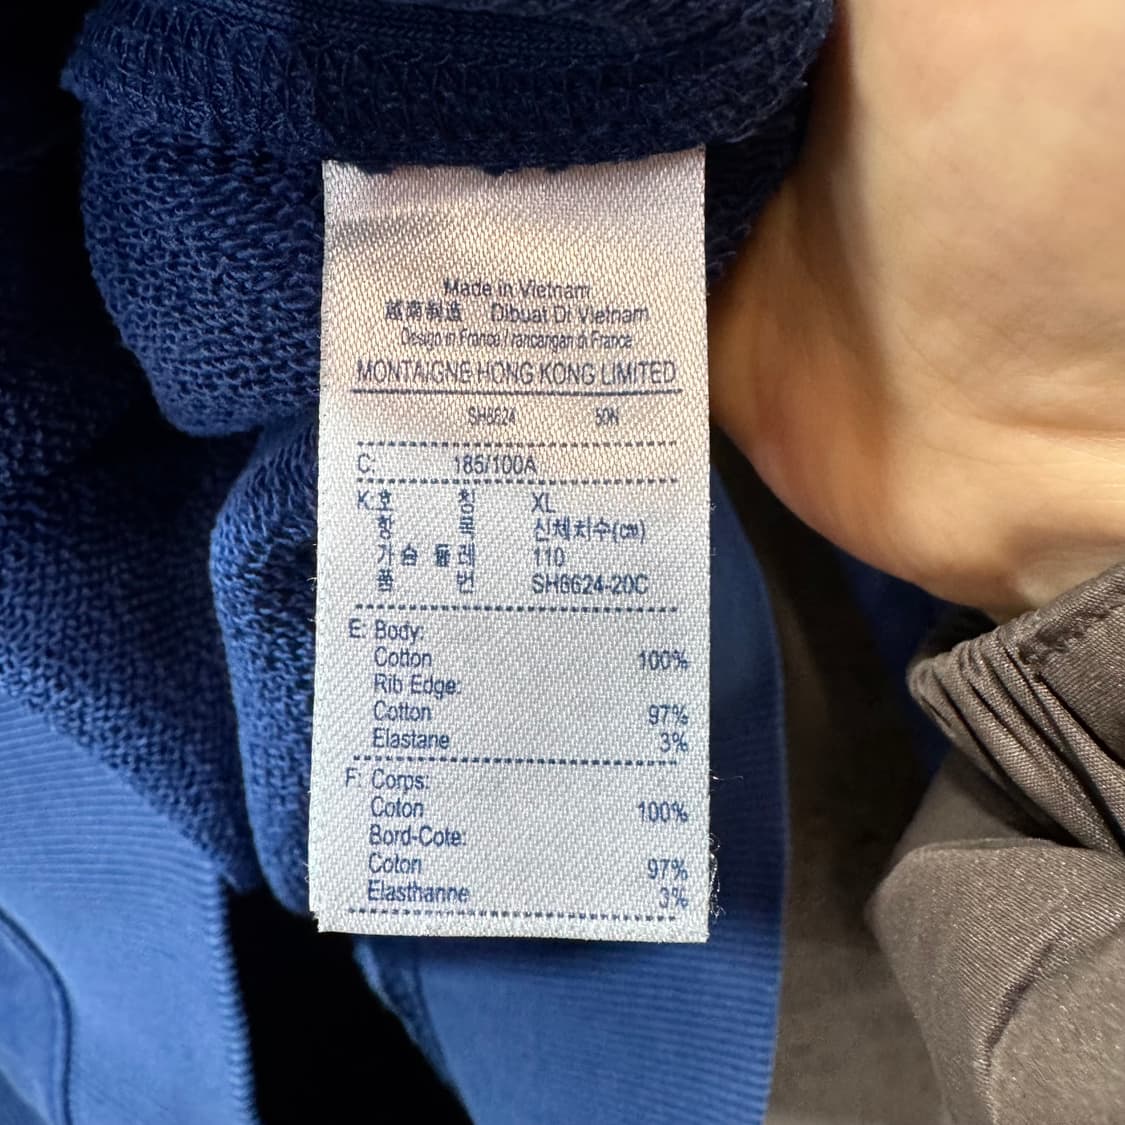 Made in Vietnam
越南製造 Dibuat Di Vietnam
Design in France / rancangan di France
MONTAIGNE HONG KONG LIMITED
SH6624 50N
C: 185/100A
K: 호 칭 XL
항 목 신체치수(㎝)
가 슴 둘 레 110
품 번 SH6624-20C
E: Body:
Cotton 100%
Rib Edge:
Cotton 97%
Elastane 3%
F: Corps:
Coton 100%
Bord-Cote:
Coton 97%
Elasthanne 3%